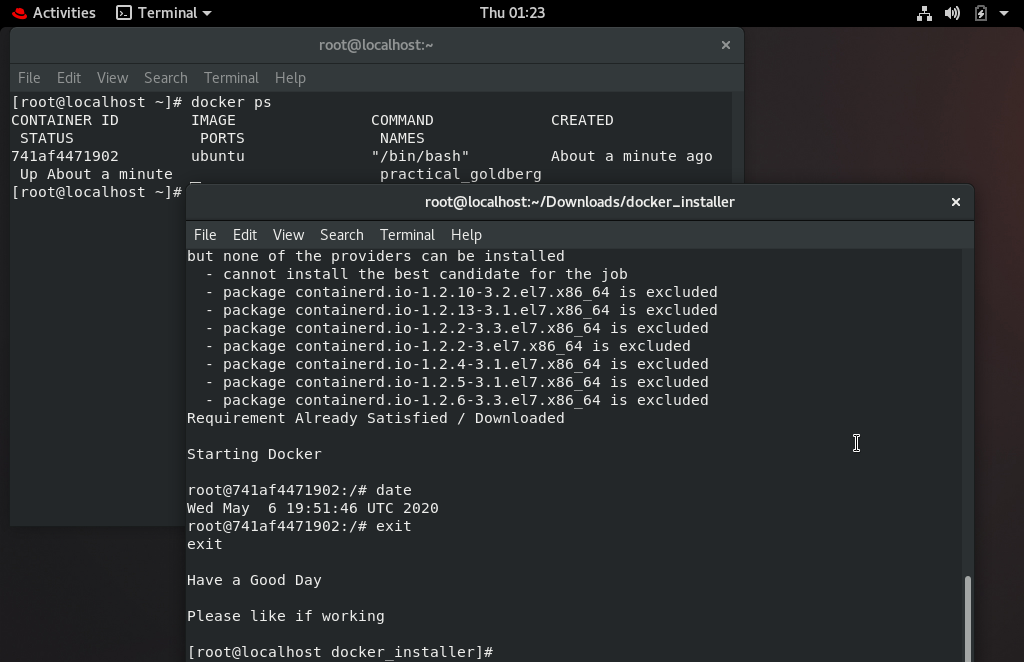 Activities Terminal Thu 01:23
root@localhost:~
File Edit View Search Terminal Help
[root@localhost ~]# docker ps
CONTAINER ID        IMAGE               COMMAND             CREATED
 STATUS              PORTS               NAMES
741af4471902        ubuntu              "/bin/bash"         About a minute ago
 Up About a minute                       practical_goldberg
[root@localhost ~]#
root@localhost:~/Downloads/docker_installer
File Edit View Search Terminal Help
but none of the providers can be installed
  - cannot install the best candidate for the job
  - package containerd.io-1.2.10-3.2.el7.x86_64 is excluded
  - package containerd.io-1.2.13-3.1.el7.x86_64 is excluded
  - package containerd.io-1.2.2-3.3.el7.x86_64 is excluded
  - package containerd.io-1.2.2-3.el7.x86_64 is excluded
  - package containerd.io-1.2.4-3.1.el7.x86_64 is excluded
  - package containerd.io-1.2.5-3.1.el7.x86_64 is excluded
  - package containerd.io-1.2.6-3.3.el7.x86_64 is excluded
Requirement Already Satisfied / Downloaded
Starting Docker
root@741af4471902:/# date
Wed May  6 19:51:46 UTC 2020
root@741af4471902:/# exit
exit
Have a Good Day
Please like if working
[root@localhost docker_installer]#